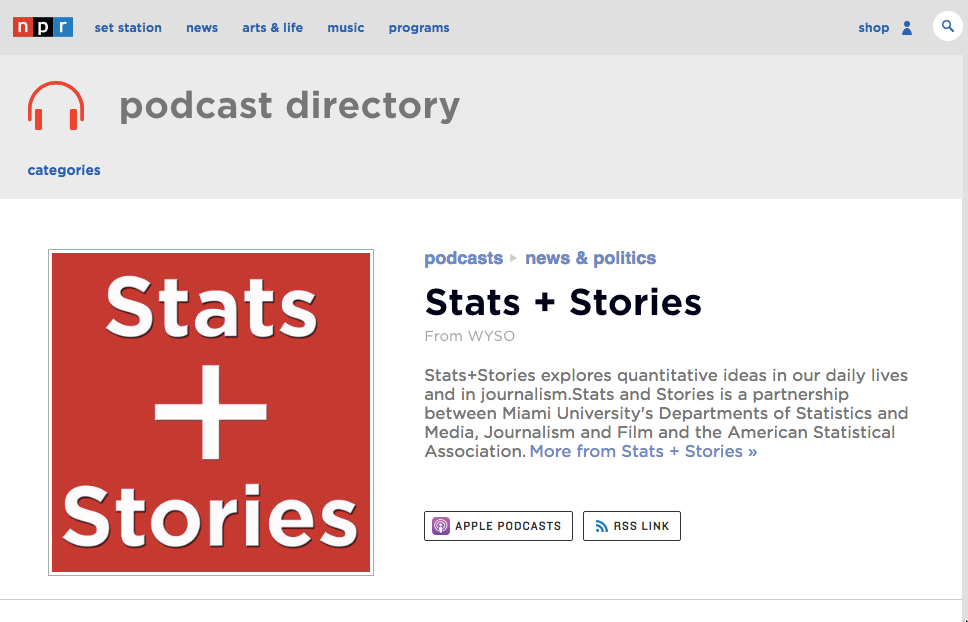 npr set station news arts & life music programs shop
podcast directory
categories
Stats
+
Stories
podcasts ▸ news & politics
Stats + Stories
From WYSO
Stats+Stories explores quantitative ideas in our daily lives
and in journalism.Stats and Stories is a partnership
between Miami University's Departments of Statistics and
Media, Journalism and Film and the American Statistical
Association. More from Stats + Stories »
APPLE PODCASTS RSS LINK